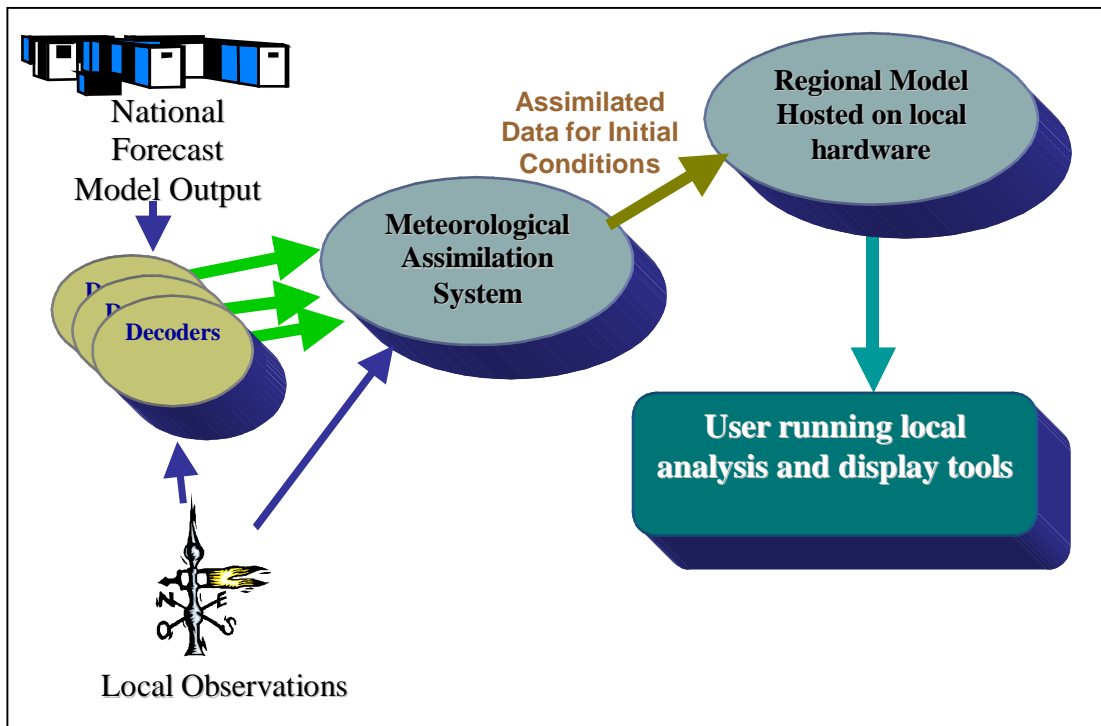 National
Forecast
Model Output
Assimilated
Data for Initial
Conditions
Regional Model
Hosted on local
hardware
Meteorological
Assimilation
System
D
D
Decoders
User running local
analysis and display tools
N
E
O
S
Local Observations